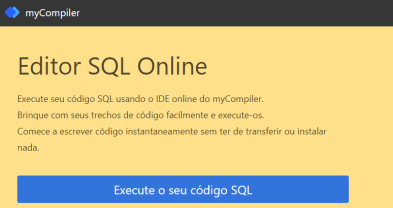 myCompiler
Editor SQL Online
Execute seu código SQL usando o IDE online do myCompiler.
Brinque com seus trechos de código facilmente e execute-os.
Comece a escrever código instantaneamente sem ter de transferir ou instalar
nada.
Execute o seu código SQL